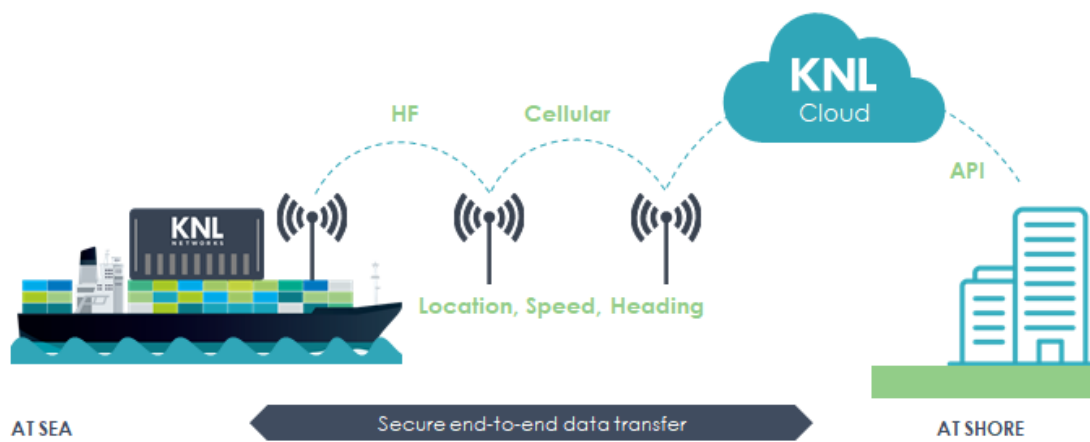 KNL
Cloud
HF
Cellular
API
KNL
NETWORKS
Location, Speed, Heading
AT SEA
Secure end-to-end data transfer
AT SHORE